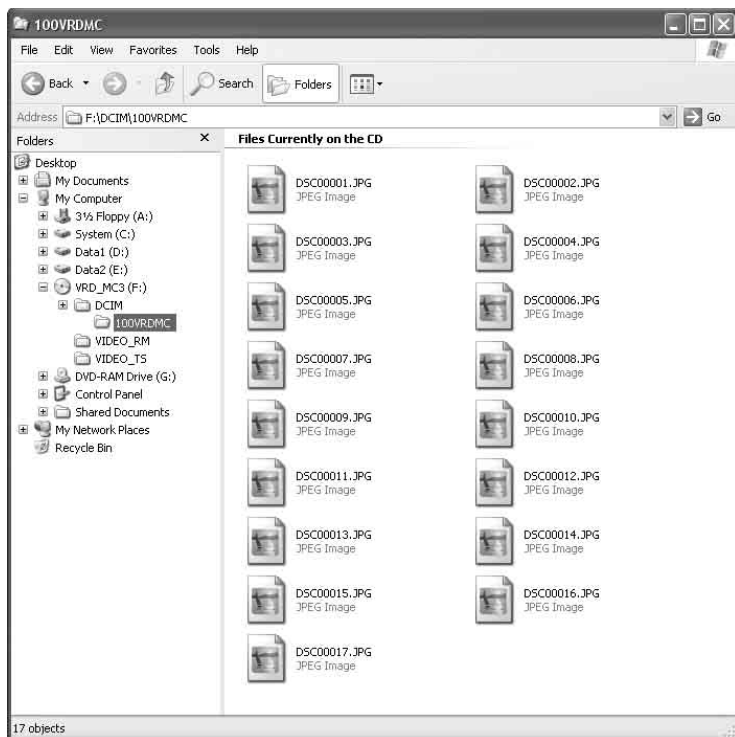 100VRDMC
File Edit View Favorites Tools Help
Back Search Folders
Address F:\DCIM\100VRDMC Go
Folders x Files Currently on the CD
Desktop
My Documents
My Computer
3½ Floppy (A:)
System (C:)
Data1 (D:)
Data2 (E:)
VRD_MC3 (F:)
DCIM
100VRDMC
VIDEO_RM
VIDEO_TS
DVD-RAM Drive (G:)
Control Panel
Shared Documents
My Network Places
Recycle Bin
DSC00001.JPG DSC00002.JPG
JPEG Image JPEG Image
DSC00003.JPG DSC00004.JPG
JPEG Image JPEG Image
DSC00005.JPG DSC00006.JPG
JPEG Image JPEG Image
DSC00007.JPG DSC00008.JPG
JPEG Image JPEG Image
DSC00009.JPG DSC00010.JPG
JPEG Image JPEG Image
DSC00011.JPG DSC00012.JPG
JPEG Image JPEG Image
DSC00013.JPG DSC00014.JPG
JPEG Image JPEG Image
DSC00015.JPG DSC00016.JPG
JPEG Image JPEG Image
DSC00017.JPG
JPEG Image
17 objects